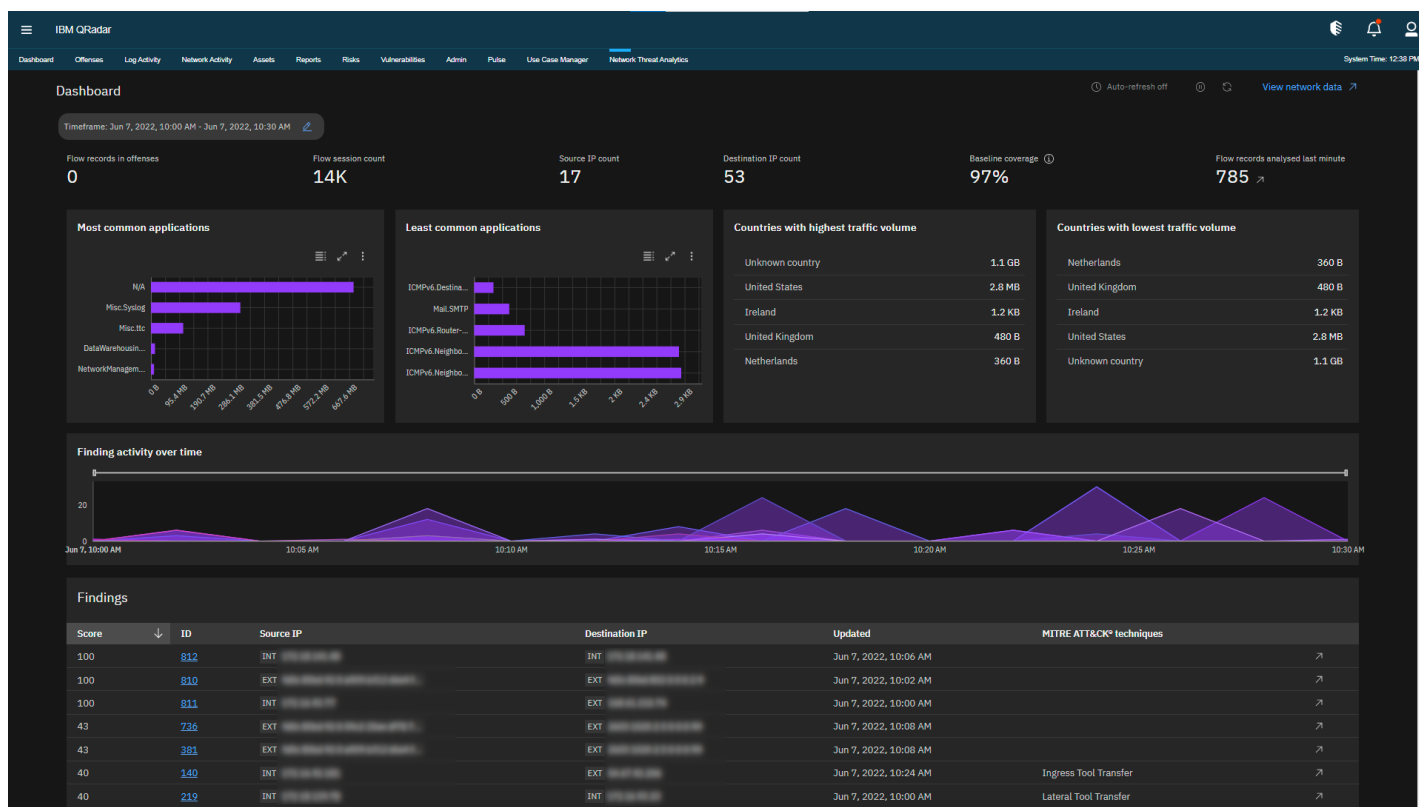 IBM QRadar
Dashboard Offenses Log Activity Network Activity Assets Reports Risks Vulnerabilities Admin Pulse Use Case Manager Network Threat Analytics System Time: 12:38 PM
Dashboard
Auto-refresh off View network data
Timeframe: Jun 7, 2022, 10:00 AM - Jun 7, 2022, 10:30 AM
Flow records in offenses Flow session count Source IP count Destination IP count Baseline coverage Flow records analysed last minute
0 14K 17 53 97% 785
Most common applications
N/A
Misc.Syslog
Misc.ttc
DataWarehousin...
NetworkManagem...
0 B 95.4 MB 190.7 MB 286.1 MB 381.5 MB 476.8 MB 572.2 MB 667.6 MB
Least common applications
ICMPv6.Destina...
Mail.SMTP
ICMPv6.Router-...
ICMPv6.Neighbo...
ICMPv6.Neighbo...
0 B 500 B 1,000 B 1.5 KB 2 KB 2.4 KB 2.9 KB
Countries with highest traffic volume
Unknown country 1.1 GB
United States 2.8 MB
Ireland 1.2 KB
United Kingdom 480 B
Netherlands 360 B
Countries with lowest traffic volume
Netherlands 360 B
United Kingdom 480 B
Ireland 1.2 KB
United States 2.8 MB
Unknown country 1.1 GB
Finding activity over time
20
0
Jun 7, 10:00 AM 10:05 AM 10:10 AM 10:15 AM 10:20 AM 10:25 AM 10:30 AM
Findings
Score ID Source IP Destination IP Updated MITRE ATT&CK® techniques
100 812 INT INT Jun 7, 2022, 10:06 AM
100 810 EXT EXT Jun 7, 2022, 10:02 AM
100 811 INT EXT Jun 7, 2022, 10:00 AM
43 736 EXT EXT Jun 7, 2022, 10:08 AM
43 381 EXT EXT Jun 7, 2022, 10:08 AM
40 140 INT EXT Jun 7, 2022, 10:24 AM Ingress Tool Transfer
40 219 INT INT Jun 7, 2022, 10:00 AM Lateral Tool Transfer